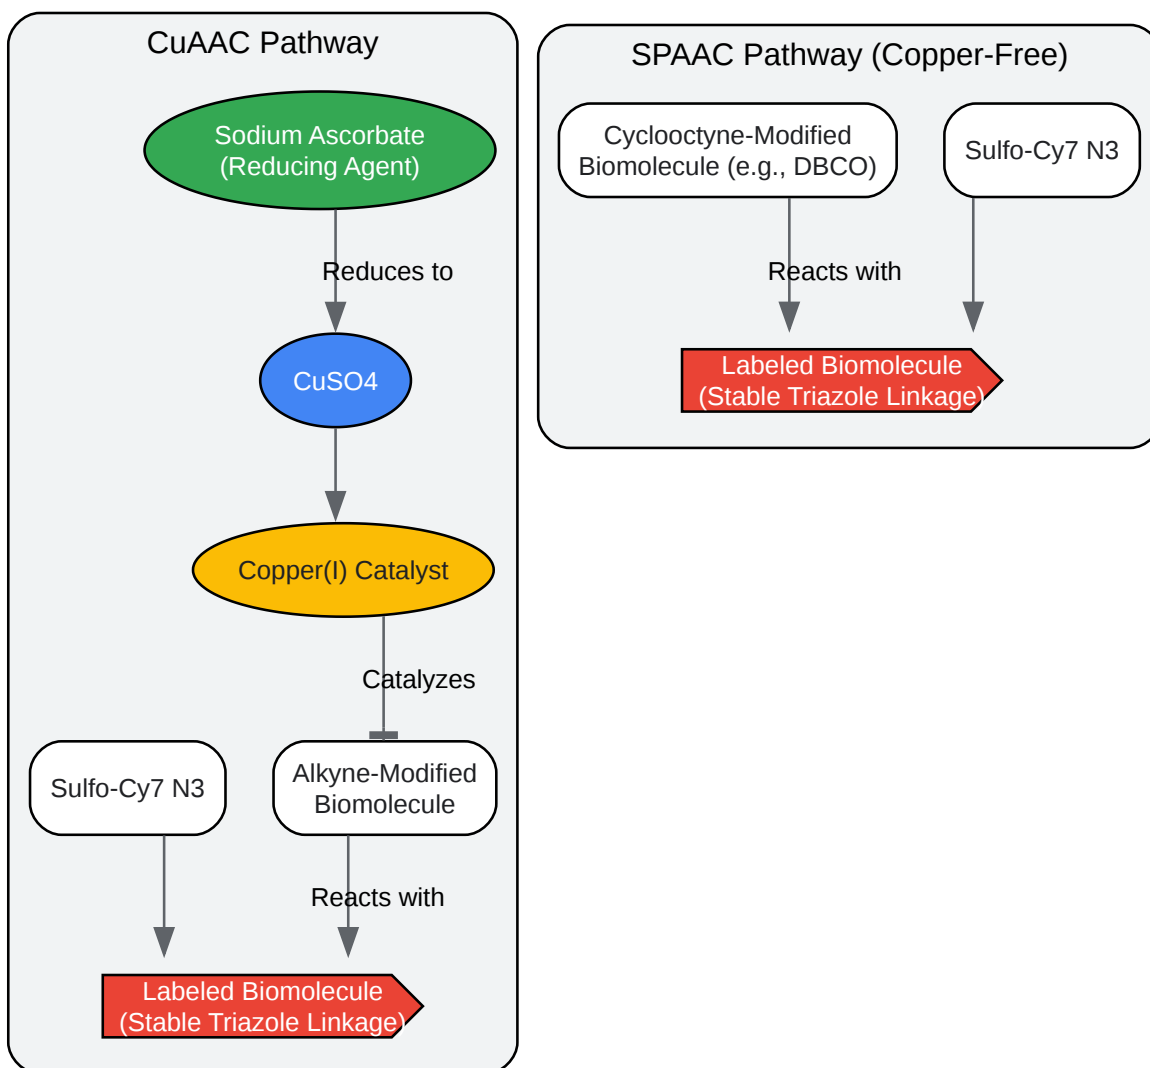 CuAAC Pathway
Sodium Ascorbate
(Reducing Agent)
Reduces to
CuSO4
Copper(I) Catalyst
Catalyzes
Sulfo-Cy7 N3
Alkyne-Modified
Biomolecule
Reacts with
Labeled Biomolecule
(Stable Triazole Linkage)
SPAAC Pathway (Copper-Free)
Cyclooctyne-Modified
Biomolecule (e.g., DBCO)
Sulfo-Cy7 N3
Reacts with
Labeled Biomolecule
(Stable Triazole Linkage)